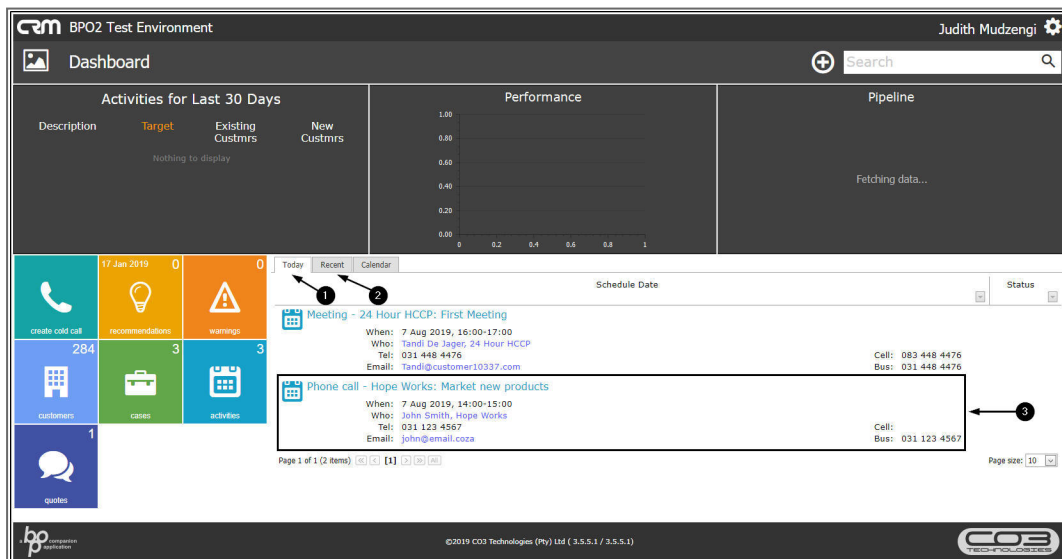 CRM BPO2 Test Environment
Judith Mudzengi
Dashboard
Search
Activities for Last 30 Days
Description Target Existing Custmrs New Custmrs
Nothing to display
Performance
1.00
0.80
0.60
0.40
0.20
0.00
0 0.2 0.4 0.6 0.8 1
Pipeline
Fetching data...
create cold call
17 Jan 2019 0
recommendations
0
warnings
284
customers
3
cases
3
activities
1
quotes
Today Recent Calendar
1 2
Schedule Date Status
Meeting - 24 Hour HCCP: First Meeting
When: 7 Aug 2019, 16:00-17:00
Who: Tandi De Jager, 24 Hour HCCP
Tel: 031 448 4476 Cell: 083 448 4476
Email: Tandi@customer10337.com Bus: 031 448 4476
Phone call - Hope Works: Market new products
When: 7 Aug 2019, 14:00-15:00
3
Who: John Smith, Hope Works
Tel: 031 123 4567 Cell:
Email: john@email.coza Bus: 031 123 4567
Page 1 of 1 (2 items) « < [1] > » All Page size: 10
a bpo companion application
©2019 CO3 Technologies (Pty) Ltd ( 3.5.5.1 / 3.5.5.1)
CO3 TECHNOLOGIES